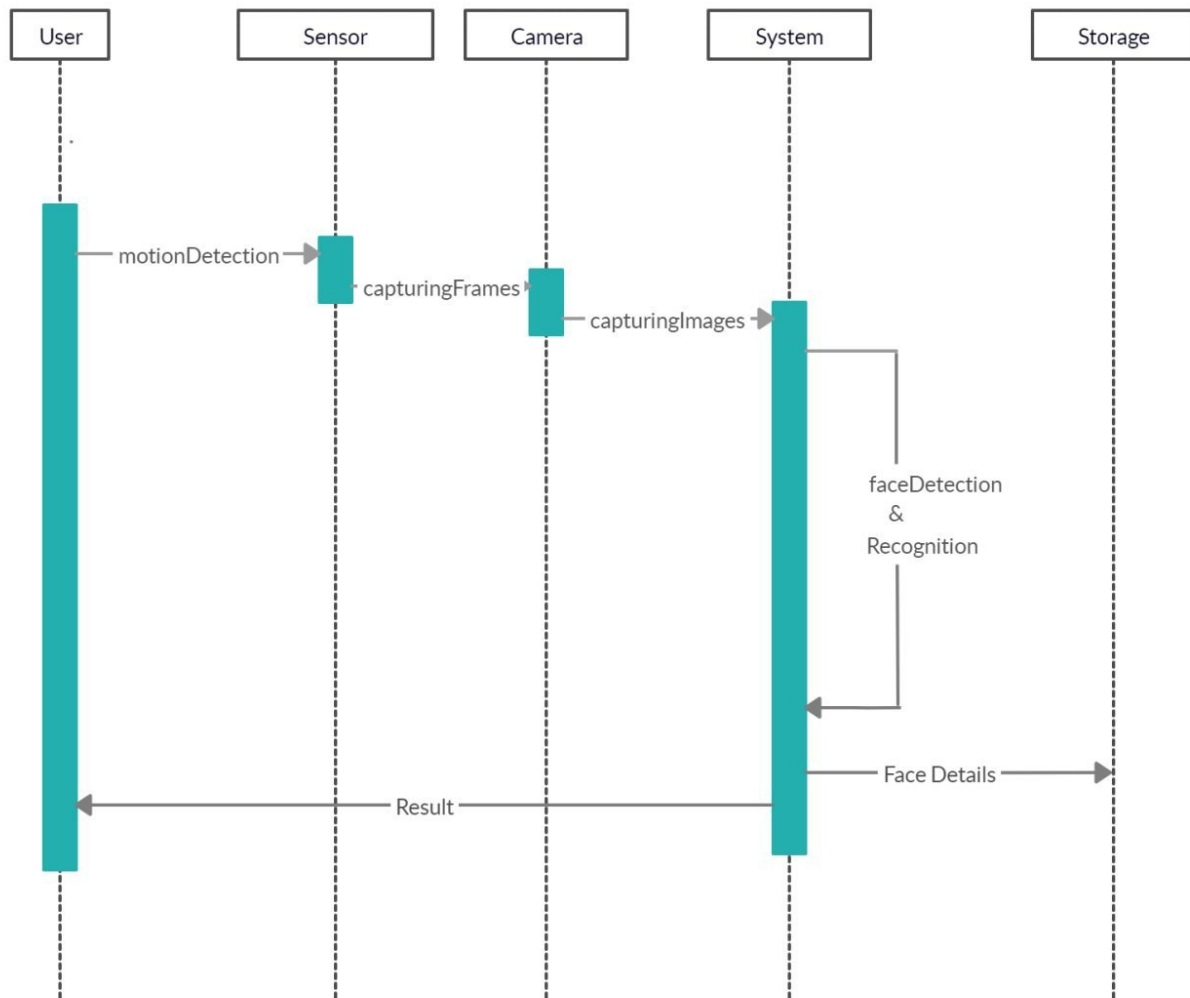 User
Sensor
Camera
System
Storage
motionDetection
capturingFrames
capturingImages
faceDetection
&
Recognition
Face Details
Result